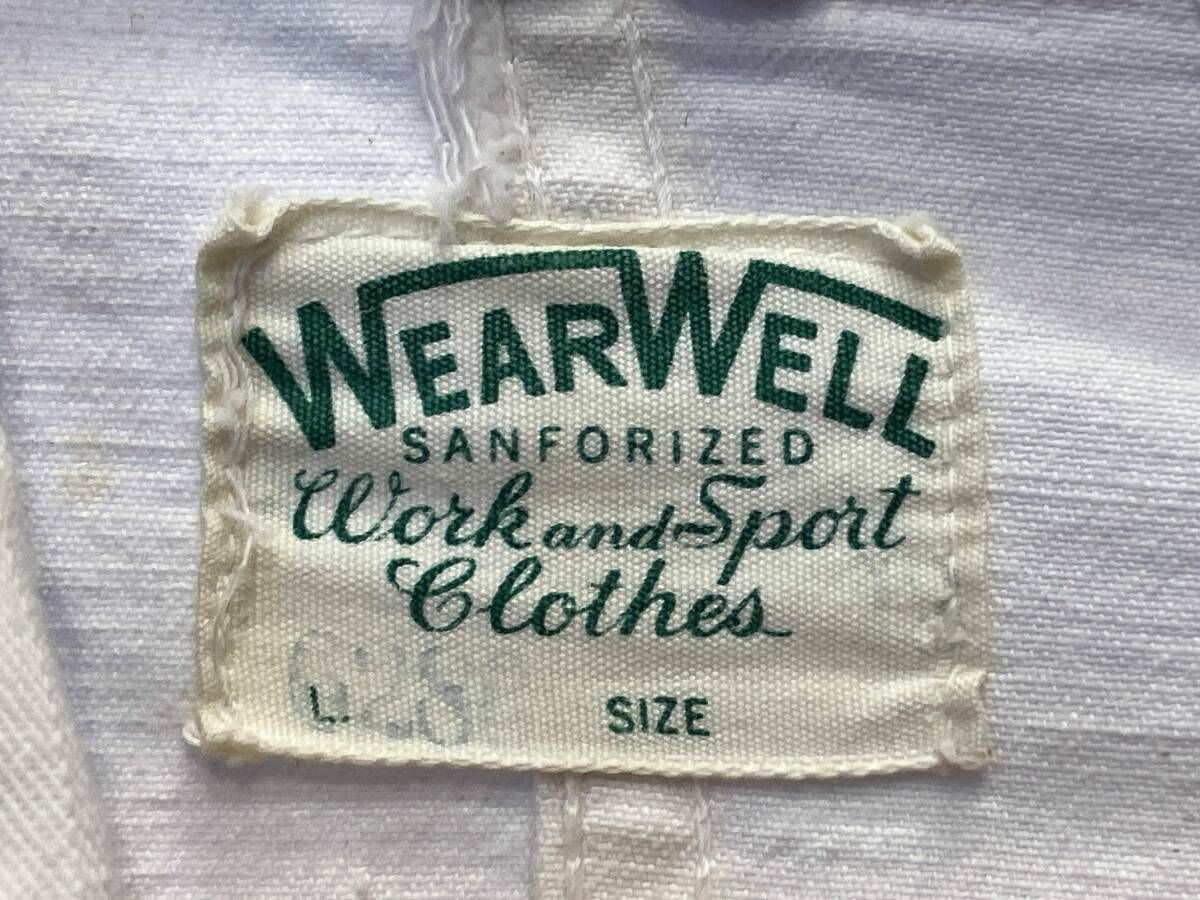 WEARWELL
SANFORIZED
Work and Sport
Clothes
L. SIZE